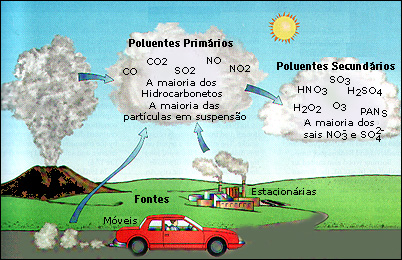 Poluentes Primários
CO CO2 SO2 NO NO2
A maioria dos
Hidrocarbonetos
A maioria das
partículas em suspensão
Poluentes Secundários
SO3
HNO3 H2SO4
H2O2 O3 PANS
A maioria dos
sais NO3- e SO4 2-
Fontes
Estacionárias
Móveis